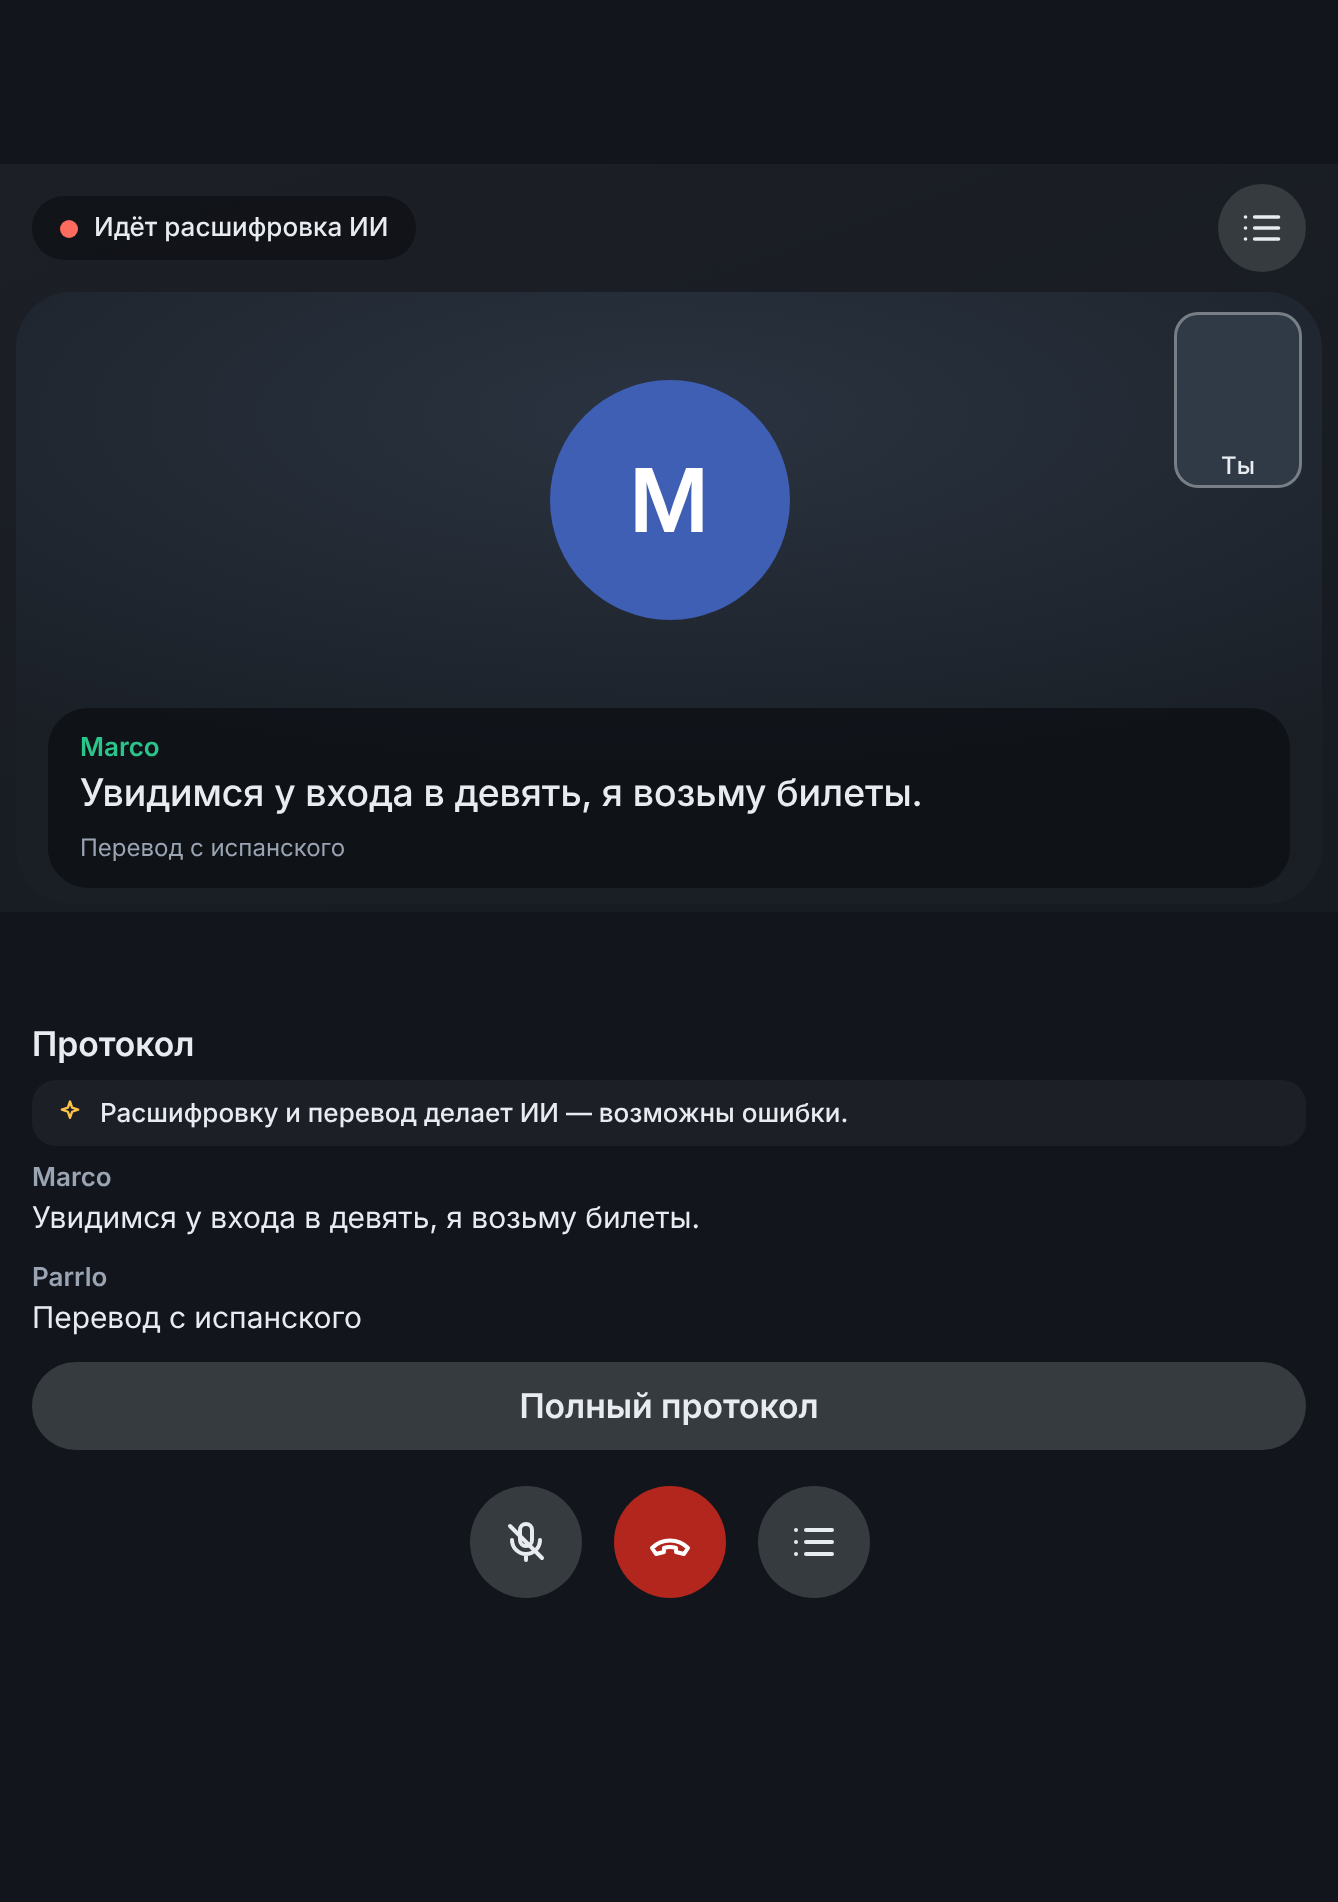 Идёт расшифровка ИИ
M
Ты
Marco
Увидимся у входа в девять, я возьму билеты.
Перевод с испанского
Протокол
Расшифровку и перевод делает ИИ — возможны ошибки.
Marco
Увидимся у входа в девять, я возьму билеты.
Parrlo
Перевод с испанского
Полный протокол